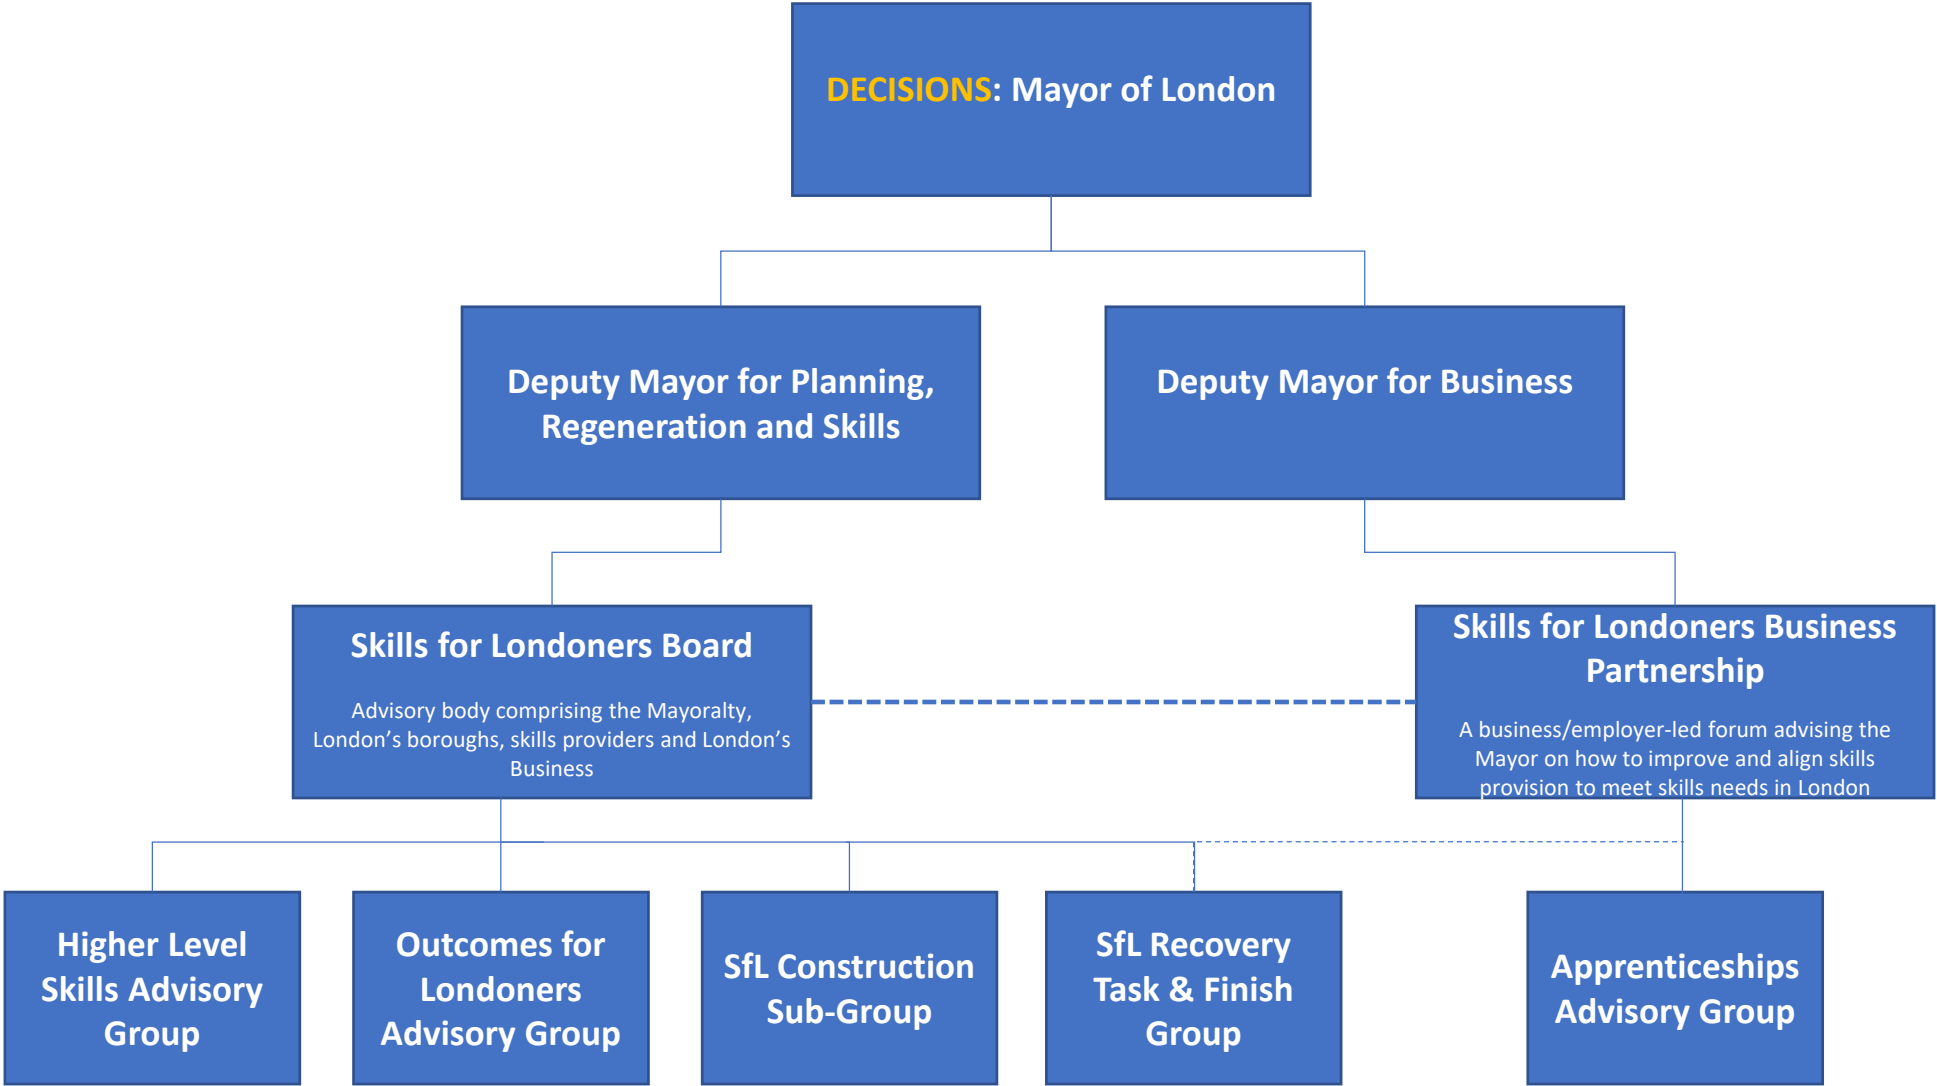 DECISIONS: Mayor of London
Deputy Mayor for Planning,
Regeneration and Skills
Deputy Mayor for Business
Skills for Londoners Board
Advisory body comprising the Mayoralty,
London’s boroughs, skills providers and London’s
Business
Skills for Londoners Business
Partnership
A business/employer-led forum advising the
Mayor on how to improve and align skills
provision to meet skills needs in London
Higher Level
Skills Advisory
Group
Outcomes for
Londoners
Advisory Group
SfL Construction
Sub-Group
SfL Recovery
Task & Finish
Group
Apprenticeships
Advisory Group